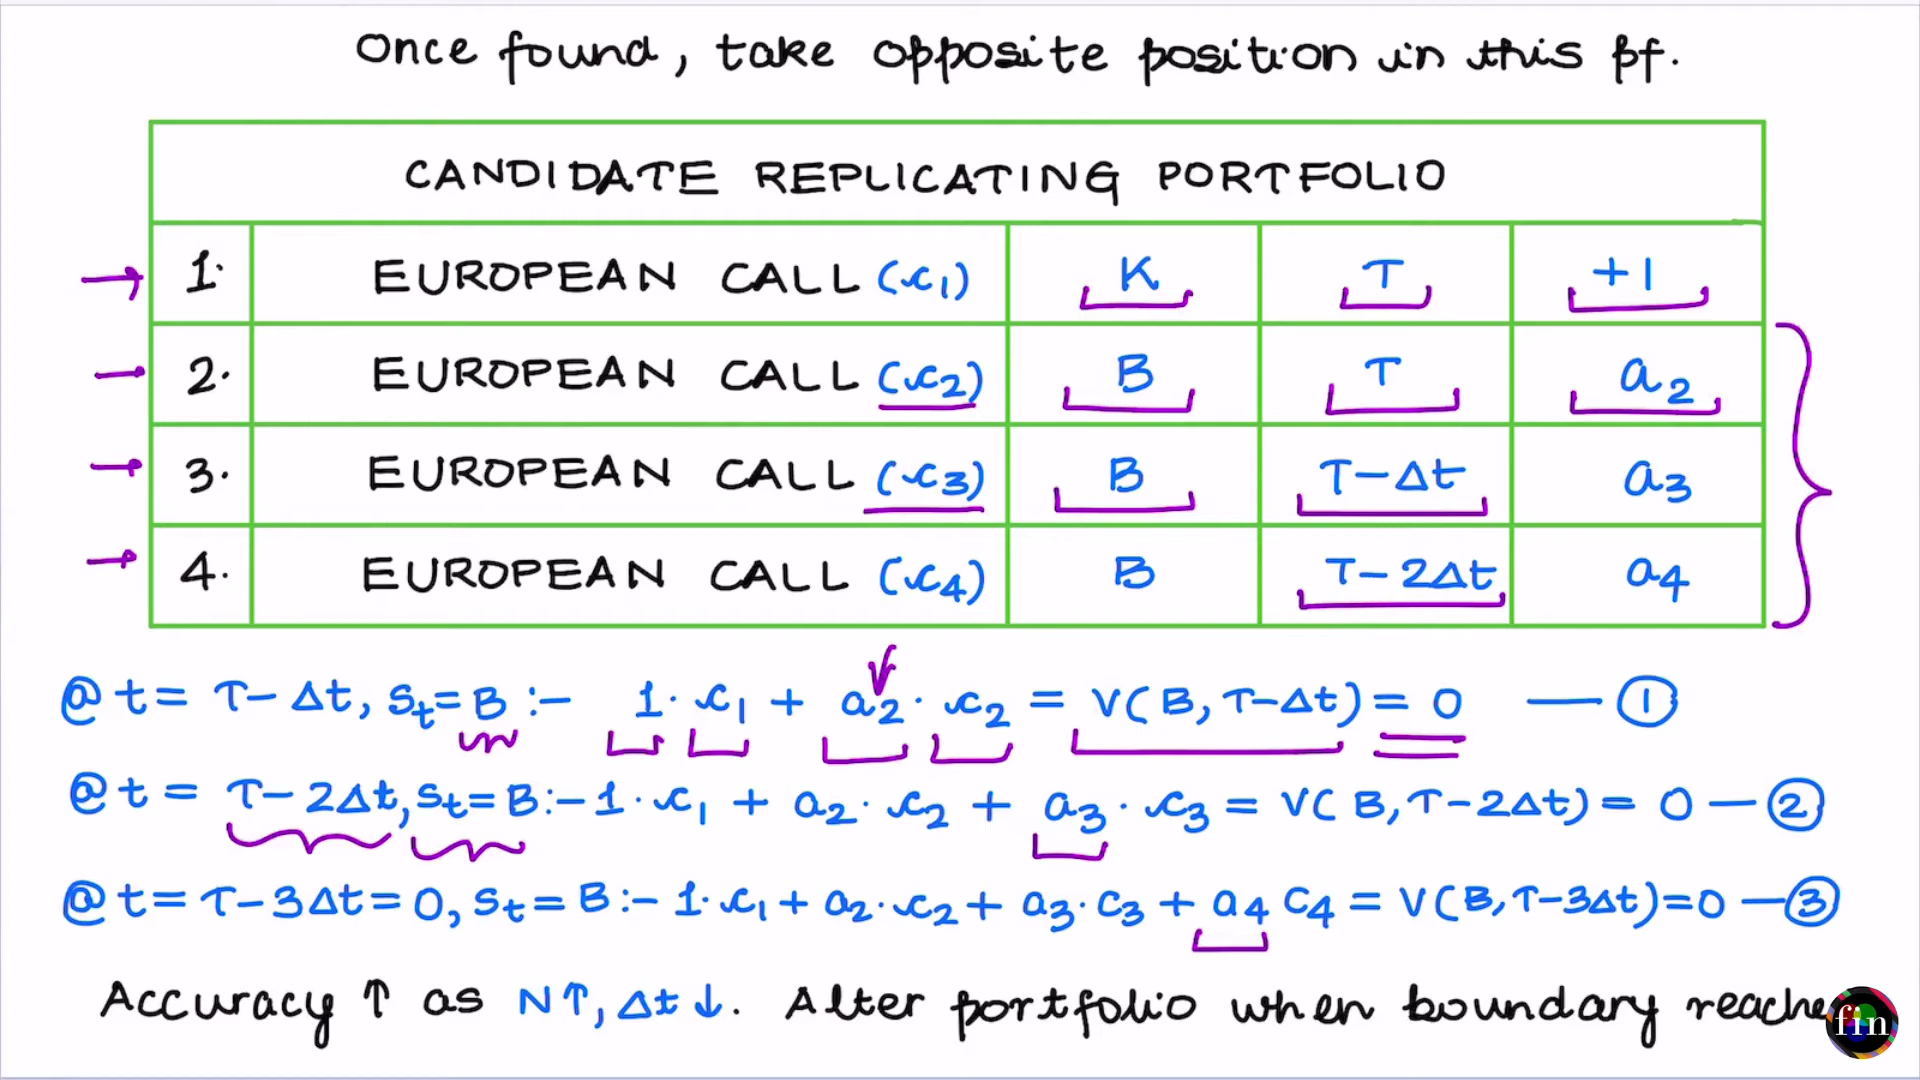 Once found, take opposite position in this pf.
CANDIDATE REPLICATING PORTFOLIO
1. EUROPEAN CALL (c1) K T +1
2. EUROPEAN CALL (c2) B T a2
3. EUROPEAN CALL (c3) B T-Δt a3
4. EUROPEAN CALL (c4) B T-2Δt a4
@ t = T-Δt, St = B :- 1·c1 + a2·c2 = V(B, T-Δt) = 0 — ①
@ t = T-2Δt, St = B :- 1·c1 + a2·c2 + a3·c3 = V(B, T-2Δt) = 0 — ②
@ t = T-3Δt = 0, St = B :- 1·c1 + a2·c2 + a3·c3 + a4 c4 = V(B, T-3Δt) = 0 — ③
Accuracy ↑ as N↑, Δt↓. Alter portfolio when boundary reache
fin